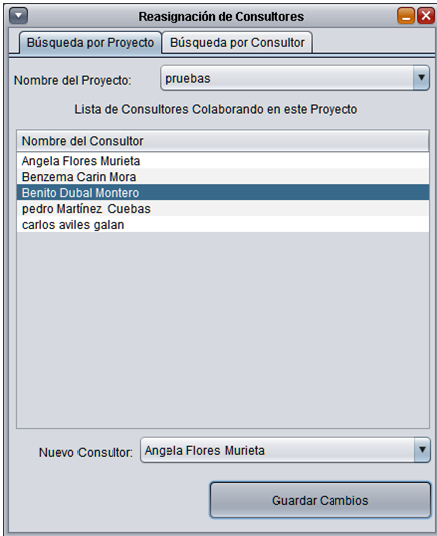 Reasignación de Consultores
Búsqueda por Proyecto Búsqueda por Consultor
Nombre del Proyecto: pruebas
Lista de Consultores Colaborando en este Proyecto
Nombre del Consultor
Angela Flores Murieta
Benzema Carin Mora
Benito Dubal Montero
pedro Martínez Cuebas
carlos aviles galan
Nuevo Consultor: Angela Flores Murieta
Guardar Cambios